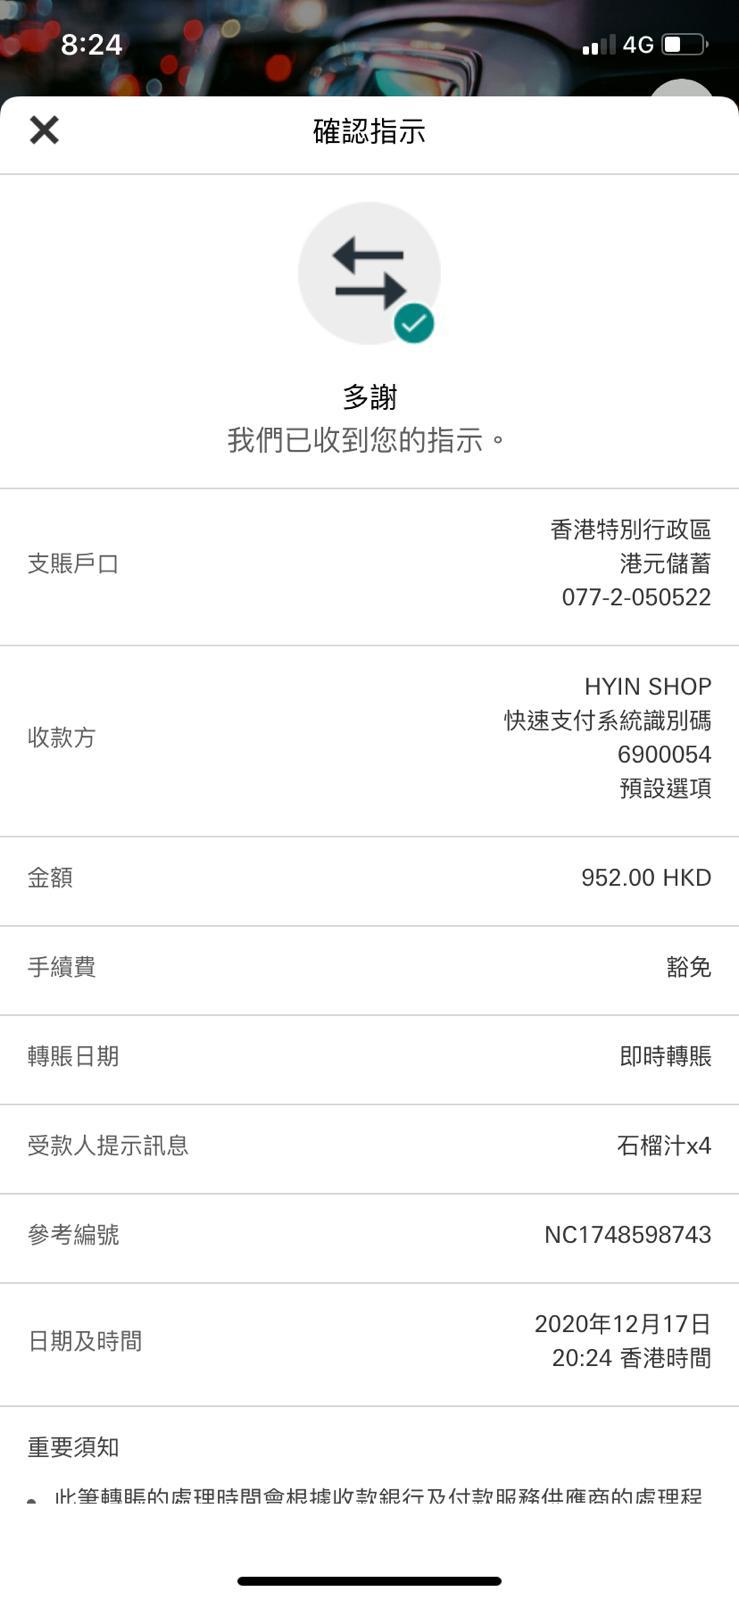 8:24
4G
確認指示
多謝
我們已收到您的指示。
支賬戶口
香港特別行政區
港元儲蓄
077-2-050522
收款方
HYIN SHOP
快速支付系統識別碼
6900054
預設選項
金額
952.00 HKD
手續費
豁免
轉賬日期
即時轉賬
受款人提示訊息
石榴汁x4
參考編號
NC1748598743
日期及時間
2020年12月17日
20:24 香港時間
重要須知
• 此筆轉賬的處理時間會根據收款銀行及付款服務供應商的處理程